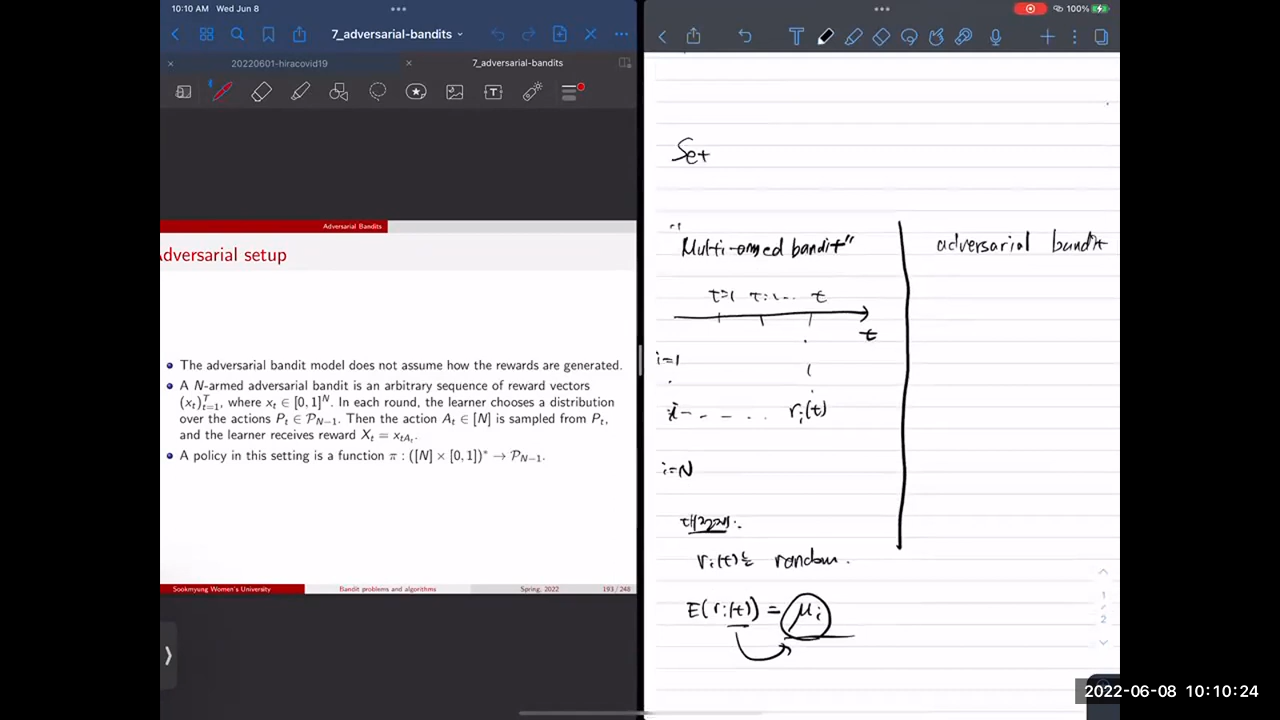 10:10 AM Wed Jun 8
100%
7_adversarial-bandits
20220601-hiracovid19
7_adversarial-bandits
Adversarial Bandits
Adversarial setup
The adversarial bandit model does not assume how the rewards are generated.
A N-armed adversarial bandit is an arbitrary sequence of reward vectors
(x_t)_{t=1}^T, where x_t ∈ [0, 1]^N. In each round, the learner chooses a distribution
over the actions P_t ∈ 𝒫_{N−1}. Then the action A_t ∈ [N] is sampled from P_t,
and the learner receives reward X_t = x_{tA_t}.
A policy in this setting is a function π : ([N] × [0, 1])* → 𝒫_{N−1}.
Sookmyung Women's University
Bandit problems and algorithms
Spring, 2022
193 / 248
Set
"Multi-armed bandit"
t
t
i=1
i - - - - r_i(t)
i=N
r_i(t)는 random.
E(r_i(t)) = μ_i
adversarial bandit
1
2
2022-06-08 10:10:24